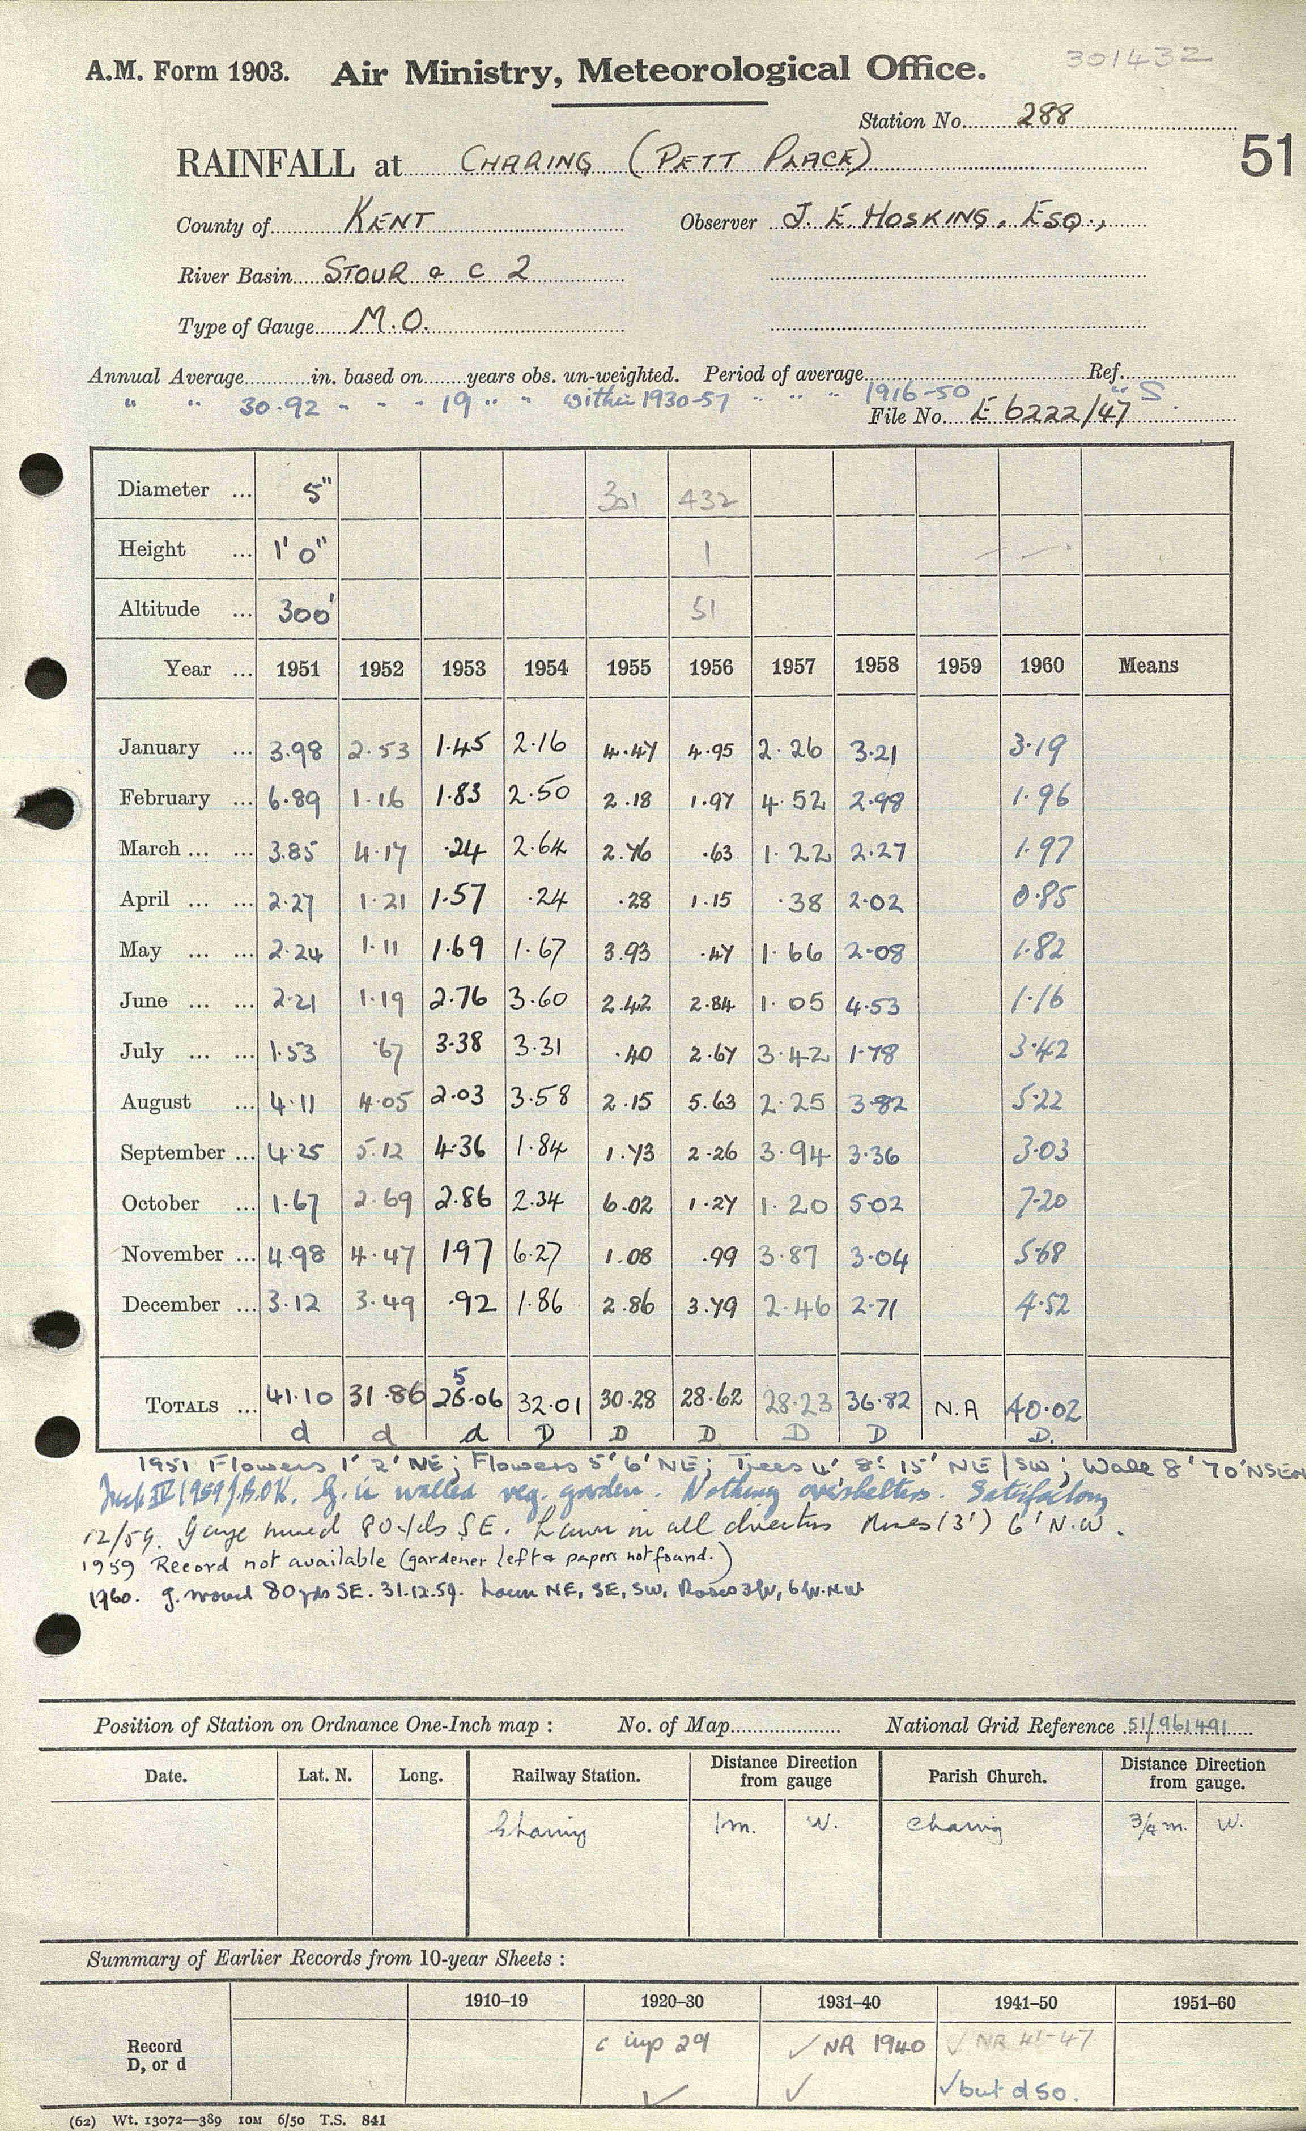 301432
A.M. Form 1903. Air Ministry, Meteorological Office.
Station No. 288
51
RAINFALL at CHARING (PETT PLACE)
County of KENT Observer J. E. HOSKING, ESQ.,
River Basin STOUR & C 2
Type of Gauge M.O.
Annual Average in. based on years obs. un-weighted. Period of average Ref.
" " 30.92 " " " 19 " " within 1930-57 " " " 1916-50 " S
File No. E 6222/47
Diameter ... 5" 301 432
Height ... 1' 0" 1
Altitude ... 300' 51
Year ... 1951 1952 1953 1954 1955 1956 1957 1958 1959 1960 Means
January ... 3.98 2.53 1.45 2.16 4.47 4.95 2.26 3.21 3.19
February ... 6.89 1.16 1.83 2.50 2.18 1.97 4.52 2.98 1.96
March ... ... 3.85 4.17 .24 2.64 2.76 .63 1.22 2.27 1.97
April ... ... 2.27 1.21 1.57 .24 .28 1.15 .38 2.02 0.85
May ... ... 2.24 1.11 1.69 1.67 3.93 .47 1.66 2.08 1.82
June ... ... 2.21 1.19 2.76 3.60 2.42 2.84 1.05 4.53 1.16
July ... ... 1.53 .67 3.38 3.31 .40 2.67 3.42 1.78 3.42
August ... 4.11 4.05 2.03 3.58 2.15 5.63 2.25 3.82 5.22
September ... 4.25 5.12 4.36 1.84 1.73 2.26 3.94 3.36 3.03
October ... 1.67 2.69 2.86 2.34 6.02 1.27 1.20 5.02 7.20
November ... 4.98 4.47 1.97 6.27 1.08 .99 3.87 3.04 5.68
December ... 3.12 3.49 .92 1.86 2.86 3.79 2.46 2.71 4.52
5
TOTALS ... 41.10 31.86 26.06 32.01 30.28 28.62 28.23 36.82 N.A 40.02
d d d D D D D D D.
1951 Flowers 1' 2' NE; Flowers 5' 6' NE; Trees 4' 8' 15' NE/SW; Wall 8' 70' NSEW
IV 1959 G. in walled veg. garden. Nothing overshelters. Satisfactory
12/59. Gauge moved 80 yds SE. Lawn in all directions Roses (3') 6' N.W.
1959 Record not available (gardener left & papers not found.)
1960. g. moved 80 yds SE. 31.12.59. Lawn NE, SE, SW, Roses 3'N, 6'N.NW
Position of Station on Ordnance One-Inch map : No. of Map National Grid Reference 51/961491
Date. Lat. N. Long. Railway Station. Distance Direction from gauge Parish Church. Distance Direction from gauge.
Charing 1m. W. Charing 3/4 m. W.
Summary of Earlier Records from 10-year Sheets :
1910–19 1920–30 1931–40 1941–50 1951–60
Record D, or d c inp 29 ✓ NR 1940 ✓ NR 41-47
✓ ✓ ✓ but d 50.
(62) Wt. 13072—389 10M 6/50 T.S. 841